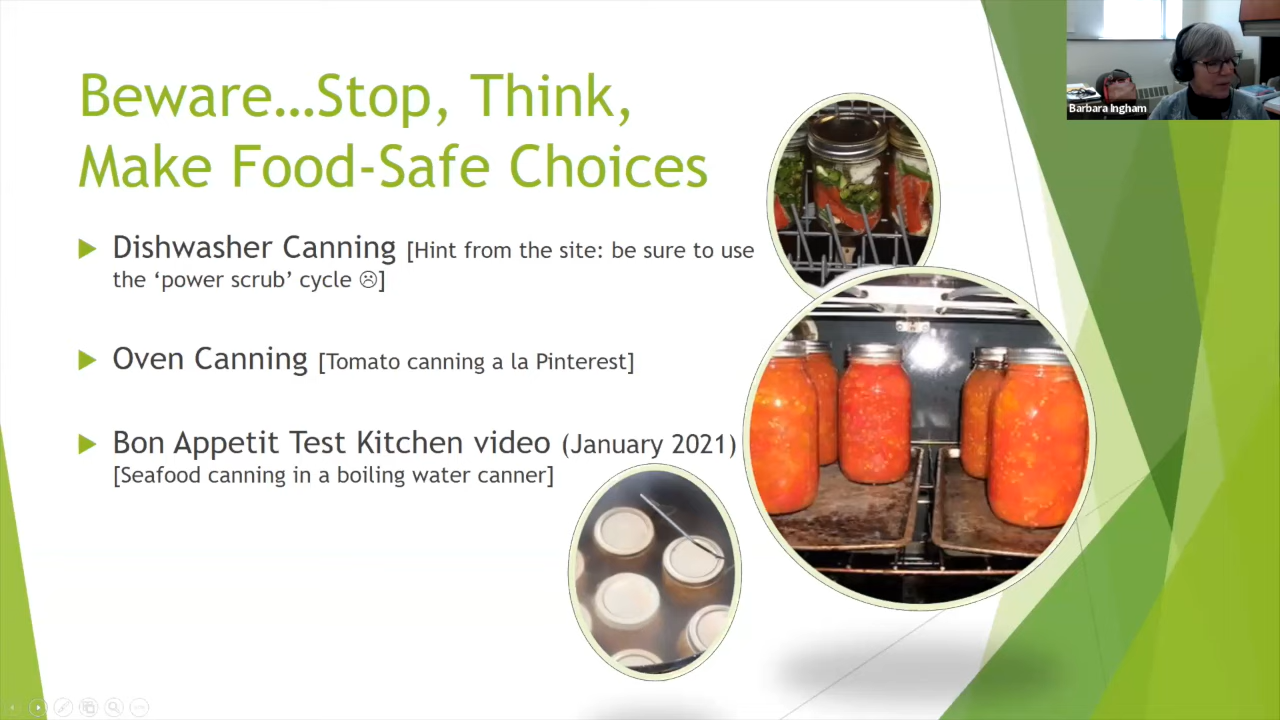 Beware...Stop, Think,
Make Food-Safe Choices
Dishwasher Canning [Hint from the site: be sure to use
the ‘power scrub’ cycle ☹]
Oven Canning [Tomato canning a la Pinterest]
Bon Appetit Test Kitchen video (January 2021)
[Seafood canning in a boiling water canner]
Barbara Ingham